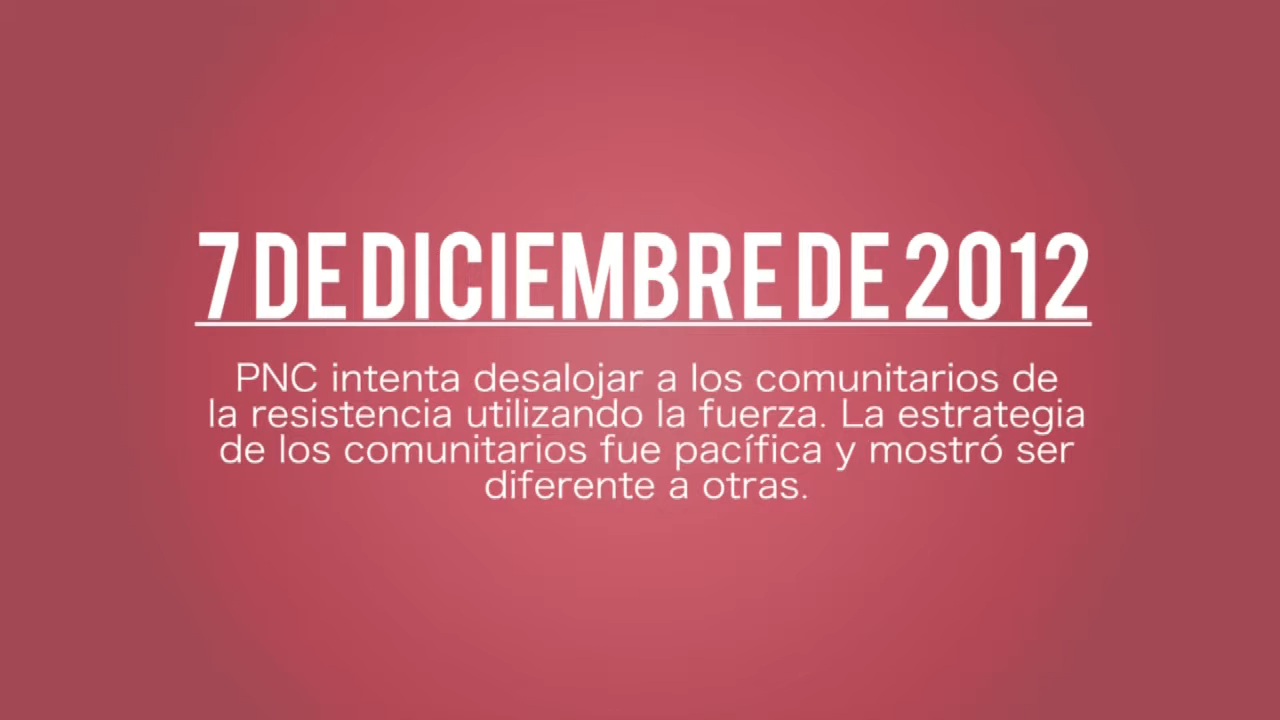 7 DE DICIEMBRE DE 2012
PNC intenta desalojar a los comunitarios de
la resistencia utilizando la fuerza. La estrategia
de los comunitarios fue pacífica y mostró ser
diferente a otras.